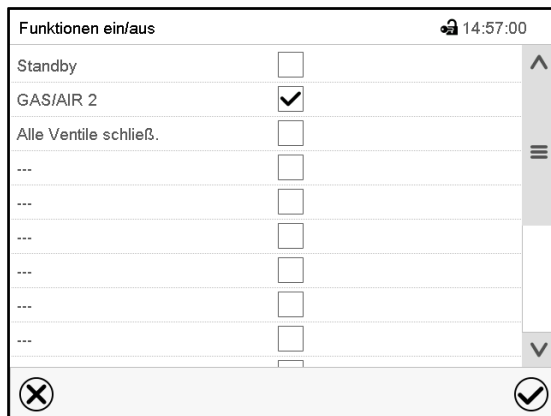 Funktionen ein/aus 14:57:00
Standby
GAS/AIR 2
Alle Ventile schließ.
---
---
---
---
---
---